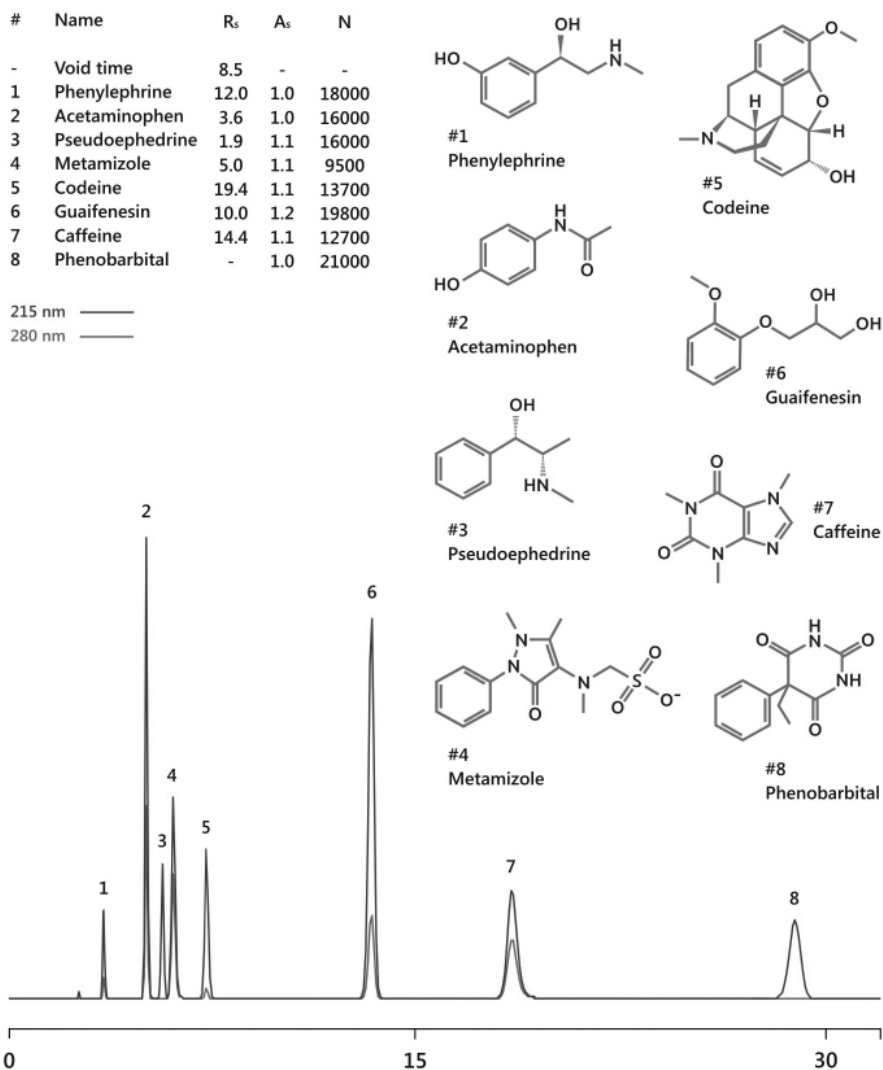 # Name Rs As N
- Void time 8.5 - -
1 Phenylephrine 12.0 1.0 18000
2 Acetaminophen 3.6 1.0 16000
3 Pseudoephedrine 1.9 1.1 16000
4 Metamizole 5.0 1.1 9500
5 Codeine 19.4 1.1 13700
6 Guaifenesin 10.0 1.2 19800
7 Caffeine 14.4 1.1 12700
8 Phenobarbital - 1.0 21000
215 nm
280 nm
OH
HO
H
N
#1
Phenylephrine
O
O
H
N
H
OH
#5
Codeine
H
N
HO
O
#2
Acetaminophen
O
O
OH
OH
#6
Guaifenesin
OH
HN
#3
Pseudoephedrine
O
N
N
O
N
N
#7
Caffeine
N
N
O
N
S
O
O
O-
#4
Metamizole
H
N
O
O
NH
O
#8
Phenobarbital
1
2
3
4
5
6
7
8
0
15
30